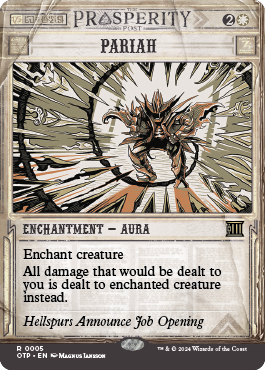 THE
PROSPERITY
POST
2
PARIAH
ENCHANTMENT – AURA
Enchant creature
All damage that would be dealt to
you is dealt to enchanted creature
instead.
Hellspurs Announce Job Opening
R 0005
OTP • EN MAGNUS JANSSON
™ & © 2024 Wizards of the Coast